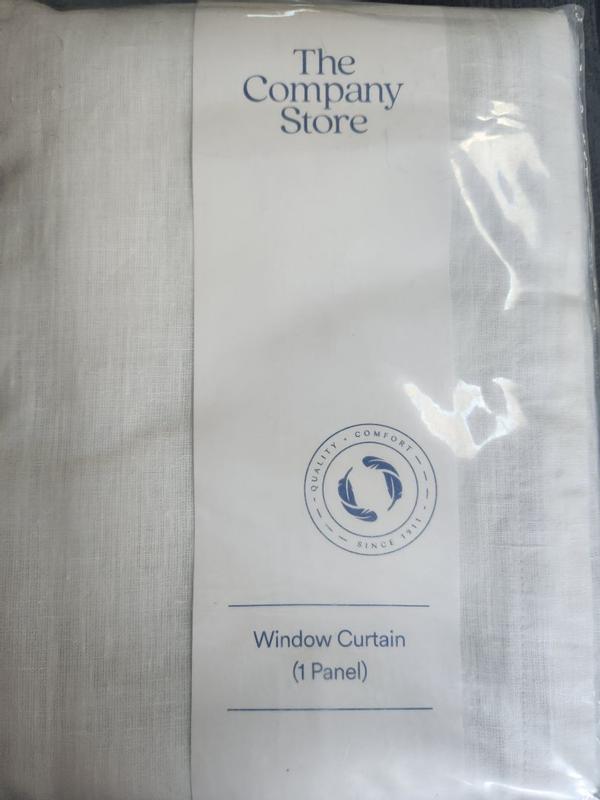 The
Company
Store
QUALITY • COMFORT
SINCE 1911
Window Curtain
(1 Panel)